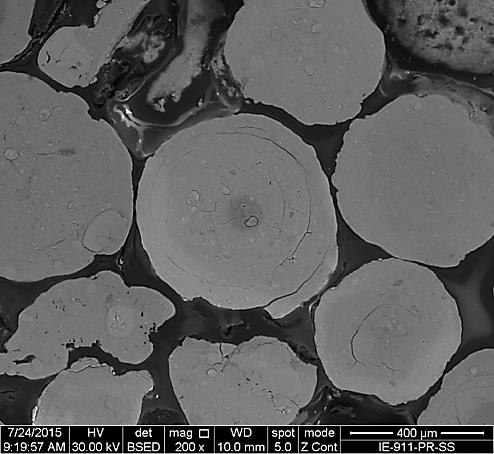 7/24/2015 HV det mag □ WD spot mode 400 µm
9:19:57 AM 30.00 kV BSED 200 x 10.0 mm 5.0 Z Cont IE-911-PR-SS